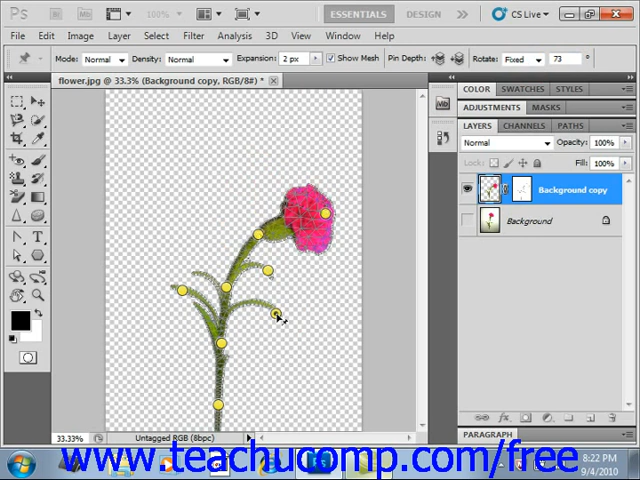 Ps
100%
ESSENTIALS
DESIGN
CS Live
File Edit Image Layer Select Filter Analysis 3D View Window Help
Mode: Normal Density: Normal Expansion: 2 px Show Mesh Pin Depth: Rotate: Fixed 73 °
flower.jpg @ 33.3% (Background copy, RGB/8#) *
COLOR SWATCHES STYLES
Mb
ADJUSTMENTS MASKS
LAYERS CHANNELS PATHS
Normal Opacity: 100%
Lock: Fill: 100%
Background copy
Background
T
fx
PARAGRAPH
33.33% Untagged RGB (8bpc)
www.teachucomp.com/free
8:22 PM
9/4/2010